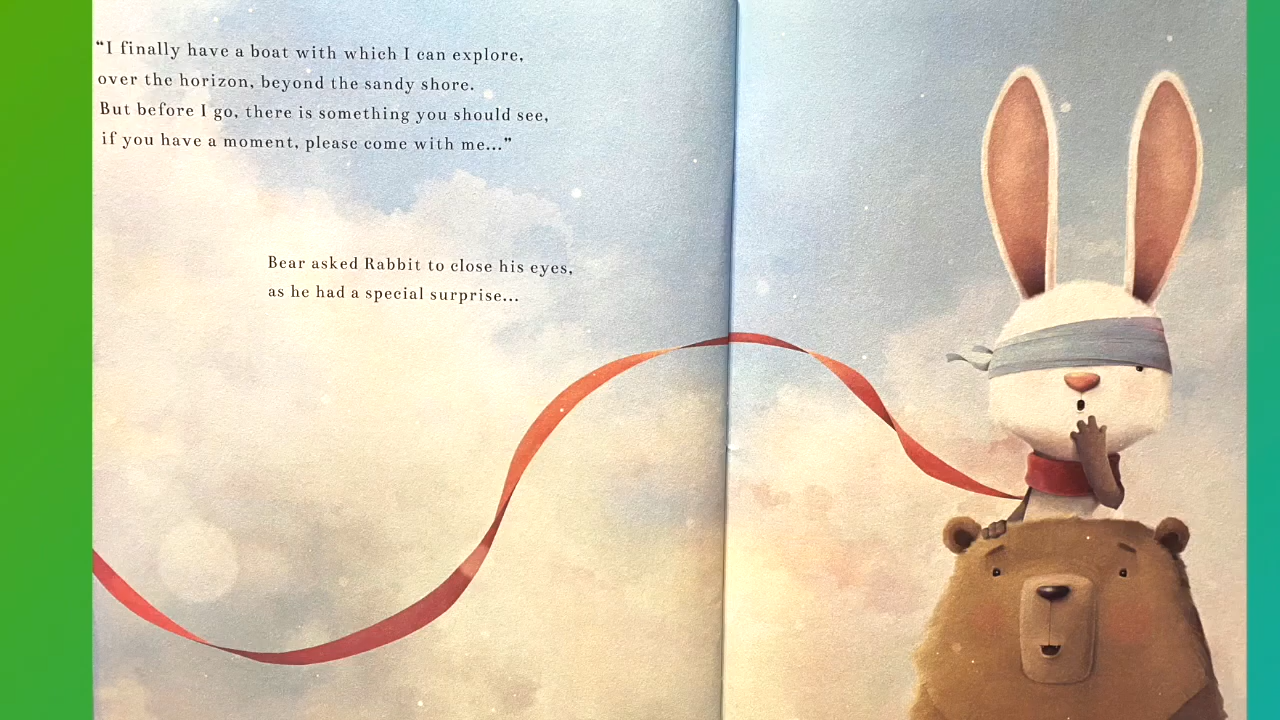 “I finally have a boat with which I can explore,
over the horizon, beyond the sandy shore.
But before I go, there is something you should see,
if you have a moment, please come with me...”
Bear asked Rabbit to close his eyes,
as he had a special surprise...